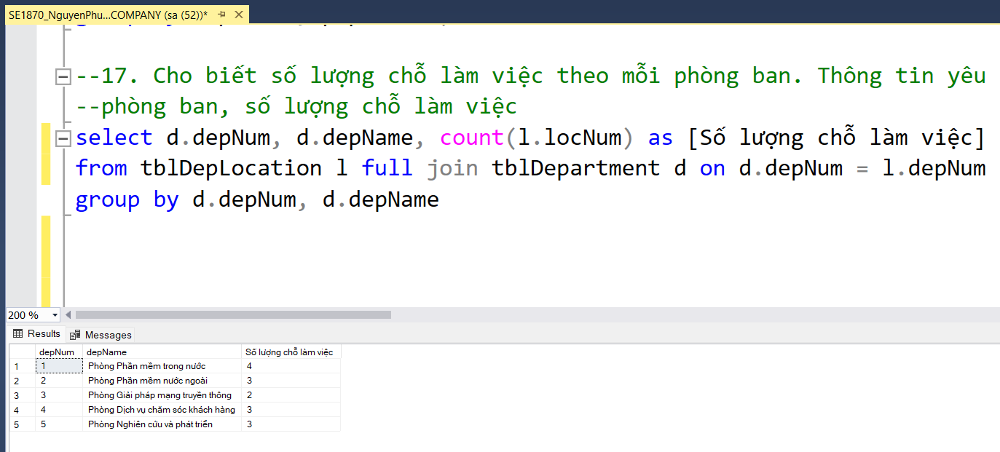 SE1870_NguyenPhu...COMPANY (sa (52))*
--17. Cho biết số lượng chỗ làm việc theo mỗi phòng ban. Thông tin yêu
--phòng ban, số lượng chỗ làm việc
select d.depNum, d.depName, count(l.locNum) as [Số lượng chỗ làm việc]
from tblDepLocation l full join tblDepartment d on d.depNum = l.depNum
group by d.depNum, d.depName
200 %
Results Messages
depNum depName Số lượng chỗ làm việc
1 1 Phòng Phần mềm trong nước 4
2 2 Phòng Phần mềm nước ngoài 3
3 3 Phòng Giải pháp mạng truyền thông 2
4 4 Phòng Dịch vụ chăm sóc khách hàng 3
5 5 Phòng Nghiên cứu và phát triển 3